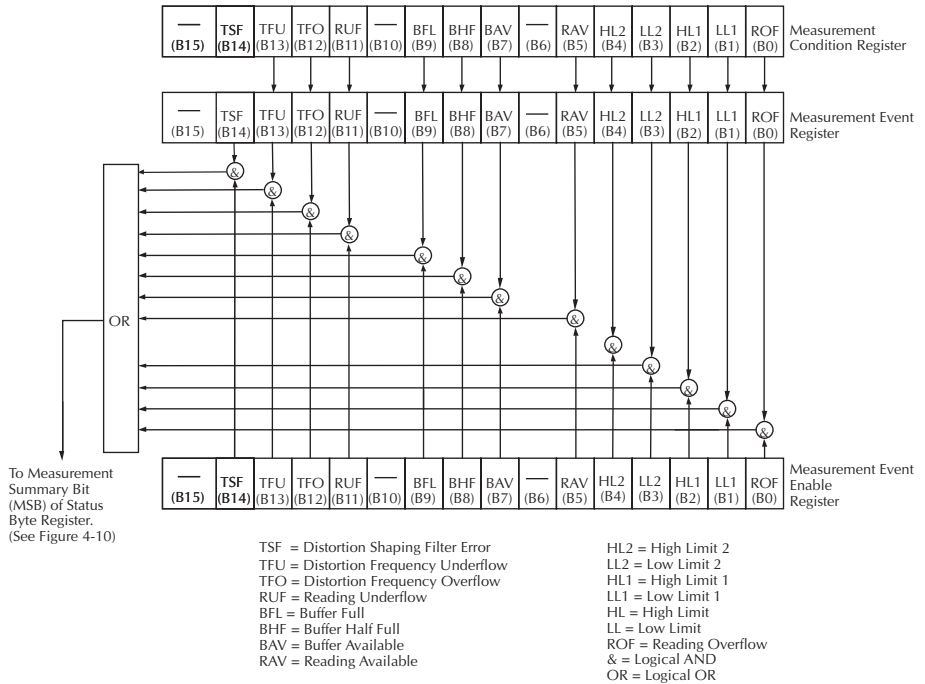 — TSF TFU TFO RUF — BFL BHF BAV — RAV HL2 LL2 HL1 LL1 ROF
(B15) (B14) (B13) (B12) (B11) (B10) (B9) (B8) (B7) (B6) (B5) (B4) (B3) (B2) (B1) (B0)
Measurement
Condition Register
— TSF TFU TFO RUF — BFL BHF BAV — RAV HL2 LL2 HL1 LL1 ROF
(B15) (B14) (B13) (B12) (B11) (B10) (B9) (B8) (B7) (B6) (B5) (B4) (B3) (B2) (B1) (B0)
Measurement Event
Register
&
&
&
&
&
&
&
&
&
&
&
&
&
OR
To Measurement
Summary Bit
(MSB) of Status
Byte Register.
(See Figure 4-10)
— TSF TFU TFO RUF — BFL BHF BAV — RAV HL2 LL2 HL1 LL1 ROF
(B15) (B14) (B13) (B12) (B11) (B10) (B9) (B8) (B7) (B6) (B5) (B4) (B3) (B2) (B1) (B0)
Measurement Event
Enable
Register
TSF = Distortion Shaping Filter Error
TFU = Distortion Frequency Underflow
TFO = Distortion Frequency Overflow
RUF = Reading Underflow
BFL = Buffer Full
BHF = Buffer Half Full
BAV = Buffer Available
RAV = Reading Available
HL2 = High Limit 2
LL2 = Low Limit 2
HL1 = High Limit 1
LL1 = Low Limit 1
HL = High Limit
LL = Low Limit
ROF = Reading Overflow
& = Logical AND
OR = Logical OR